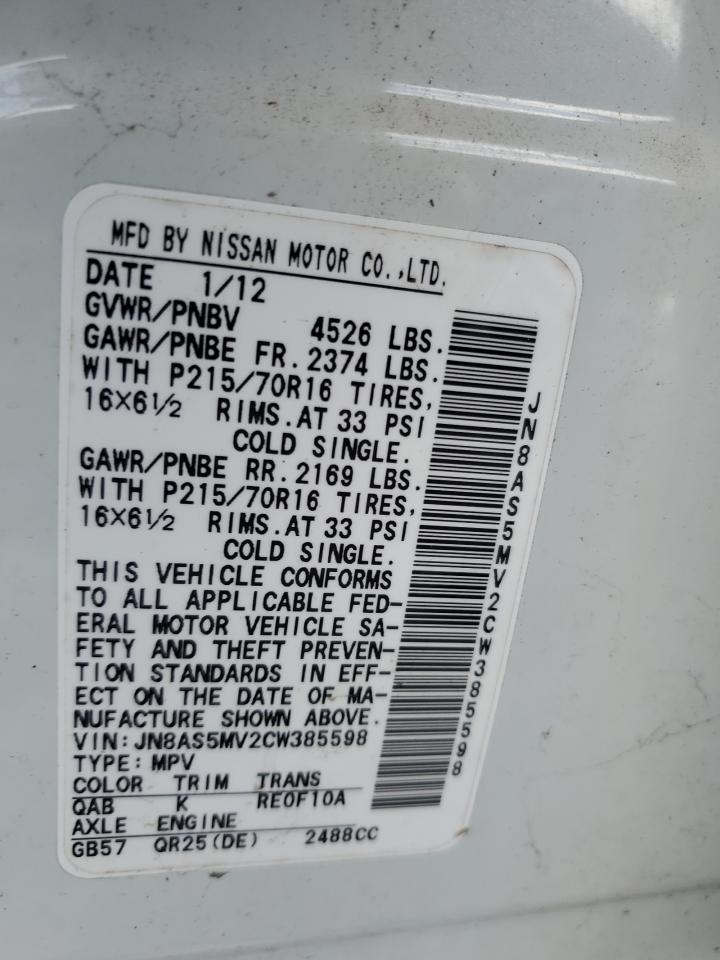 MFD BY NISSAN MOTOR CO.,LTD.
DATE 1/12
GVWR/PNBV 4526 LBS.
GAWR/PNBE FR. 2374 LBS.
WITH P215/70R16 TIRES,
16X6½ RIMS. AT 33 PSI
COLD SINGLE.
GAWR/PNBE RR. 2169 LBS.
WITH P215/70R16 TIRES,
16X6½ RIMS. AT 33 PSI
COLD SINGLE.
THIS VEHICLE CONFORMS
TO ALL APPLICABLE FED-
ERAL MOTOR VEHICLE SA-
FETY AND THEFT PREVEN-
TION STANDARDS IN EFF-
ECT ON THE DATE OF MA-
NUFACTURE SHOWN ABOVE.
VIN:JN8AS5MV2CW385598
TYPE:MPV
COLOR TRIM TRANS
QAB K RE0F10A
AXLE ENGINE
GB57 QR25(DE) 2488CC
JN8AS5MV2CW385598